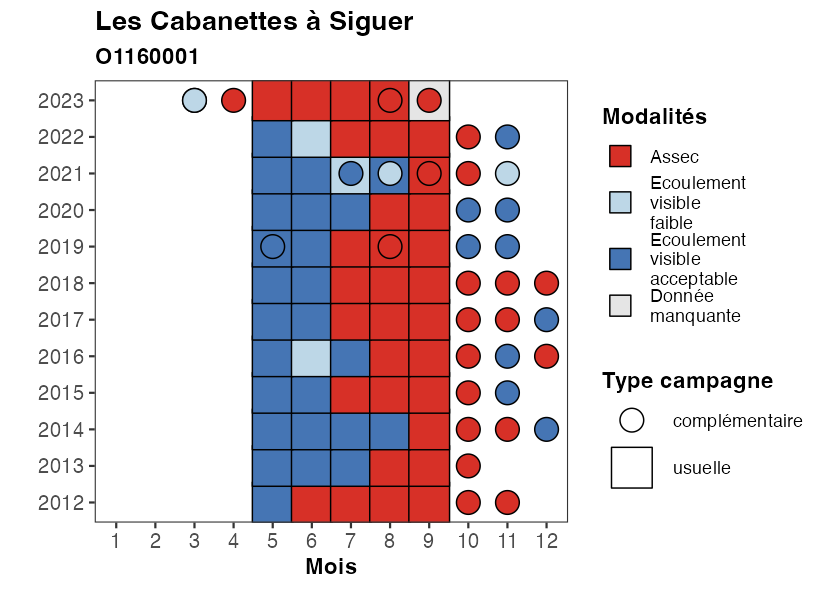 Les Cabanettes à Siguer
O1160001
2023
2022
2021
2020
2019
2018
2017
2016
2015
2014
2013
2012
1 2 3 4 5 6 7 8 9 10 11 12
Mois
Modalités
Assec
Ecoulement
visible
faible
Ecoulement
visible
acceptable
Donnée
manquante
Type campagne
complémentaire
usuelle